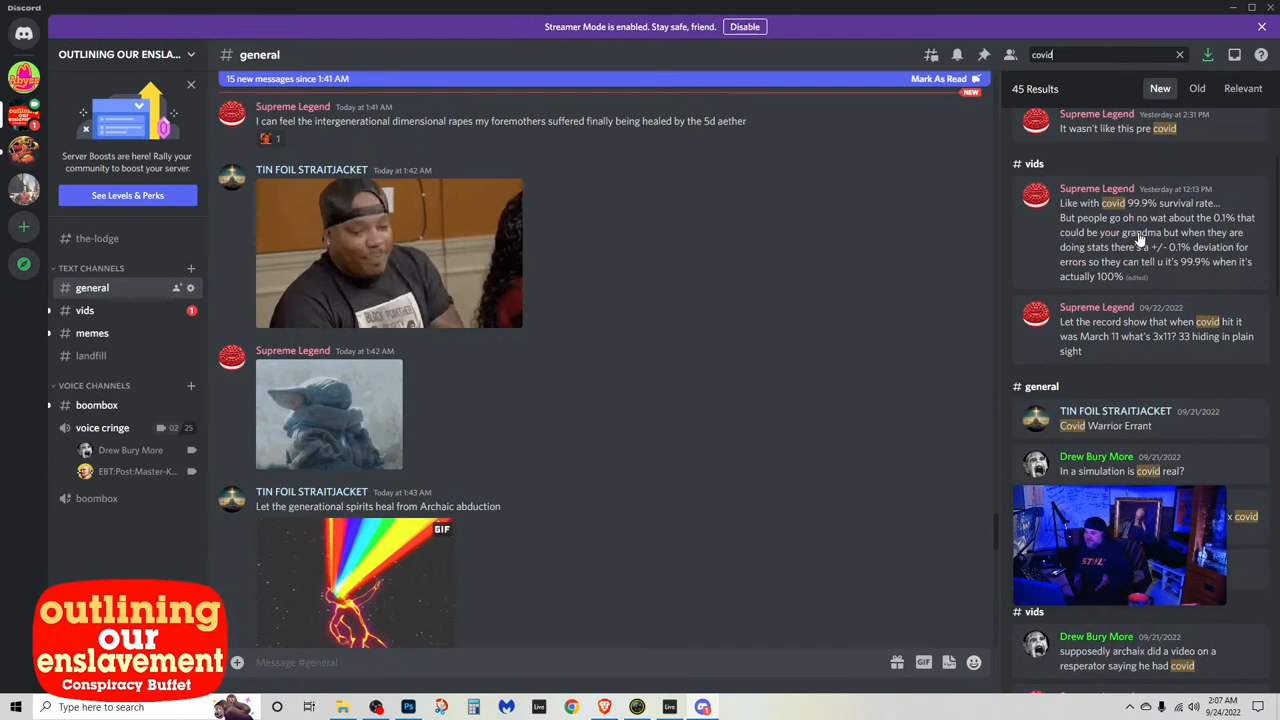 Discord
Streamer Mode is enabled. Stay safe, friend.
Disable
OUTLINING OUR ENSLA...
# general
covid
15 new messages since 1:41 AM
Mark As Read
NEW
45 Results
New
Old
Relevant
Server Boosts are here! Rally your
community to boost your server.
See Levels & Perks
# the-lodge
TEXT CHANNELS
# general
# vids
1
# memes
# landfill
VOICE CHANNELS
# boombox
voice cringe
02 25
Drew Bury More
EBT:Post:Master-K...
boombox
1
Supreme Legend Today at 1:41 AM
I can feel the intergenerational dimensional rapes my foremothers suffered finally being healed by the 5d aether
1
TIN FOIL STRAITJACKET Today at 1:42 AM
Supreme Legend Today at 1:42 AM
TIN FOIL STRAITJACKET Today at 1:43 AM
Let the generational spirits heal from Archaic abduction
GIF
Message #general
GIF
Supreme Legend Yesterday at 2:31 PM
It wasn't like this pre covid
# vids
Supreme Legend Yesterday at 12:13 PM
Like with covid 99.9% survival rate...
But people go oh no wat about the 0.1% that
could be your grandma but when they are
doing stats there's a +/- 0.1% deviation for
errors so they can tell u it's 99.9% when it's
actually 100% (edited)
Supreme Legend 09/22/2022
Let the record show that when covid hit it
was March 11 what's 3x11? 33 hiding in plain
sight
# general
TIN FOIL STRAITJACKET 09/21/2022
Covid Warrior Errant
Drew Bury More 09/21/2022
In a simulation is covid real?
x covid
# vids
Drew Bury More 09/21/2022
supposedly archaix did a video on a
resperator saying he had covid
outlining
our
enslavement
Conspiracy Buffet
Type here to search
Live
Live
2:07 AM
9/24/2022